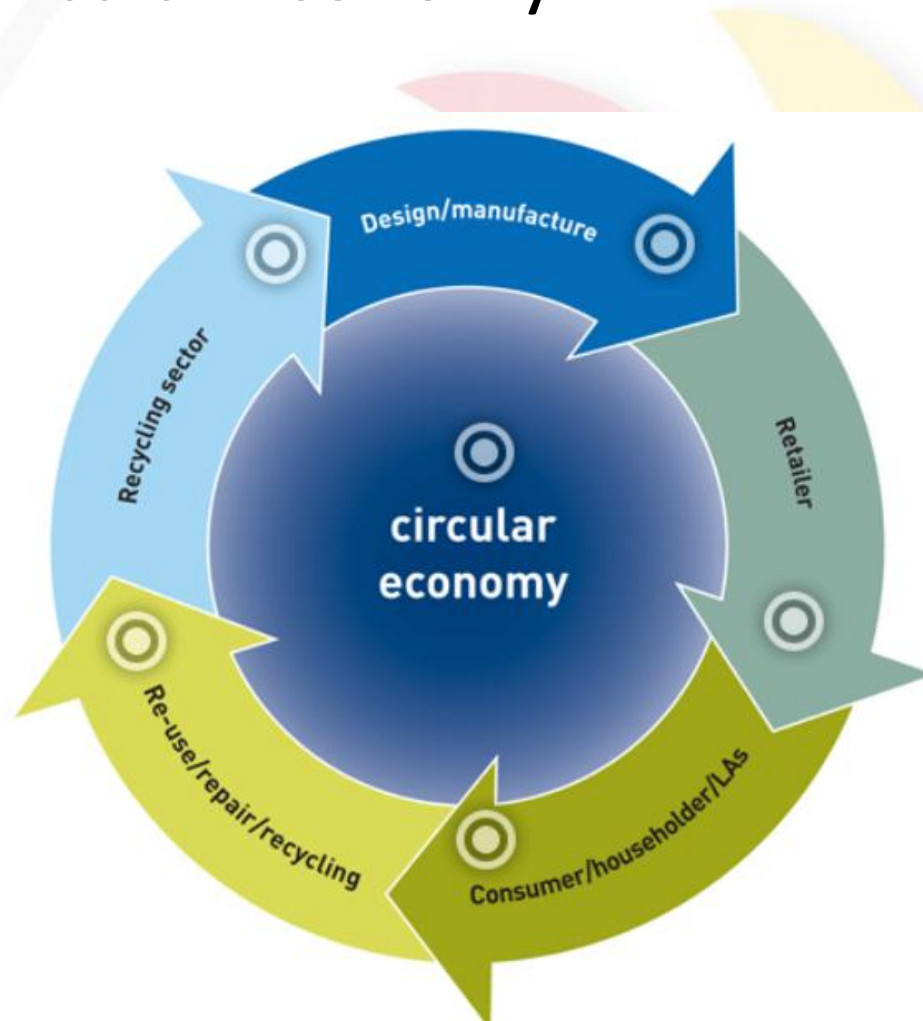 Design/manufacture
Retailer
Consumer/householder/LAs
Re-use/repair/recycling
Recycling sector
circular
economy